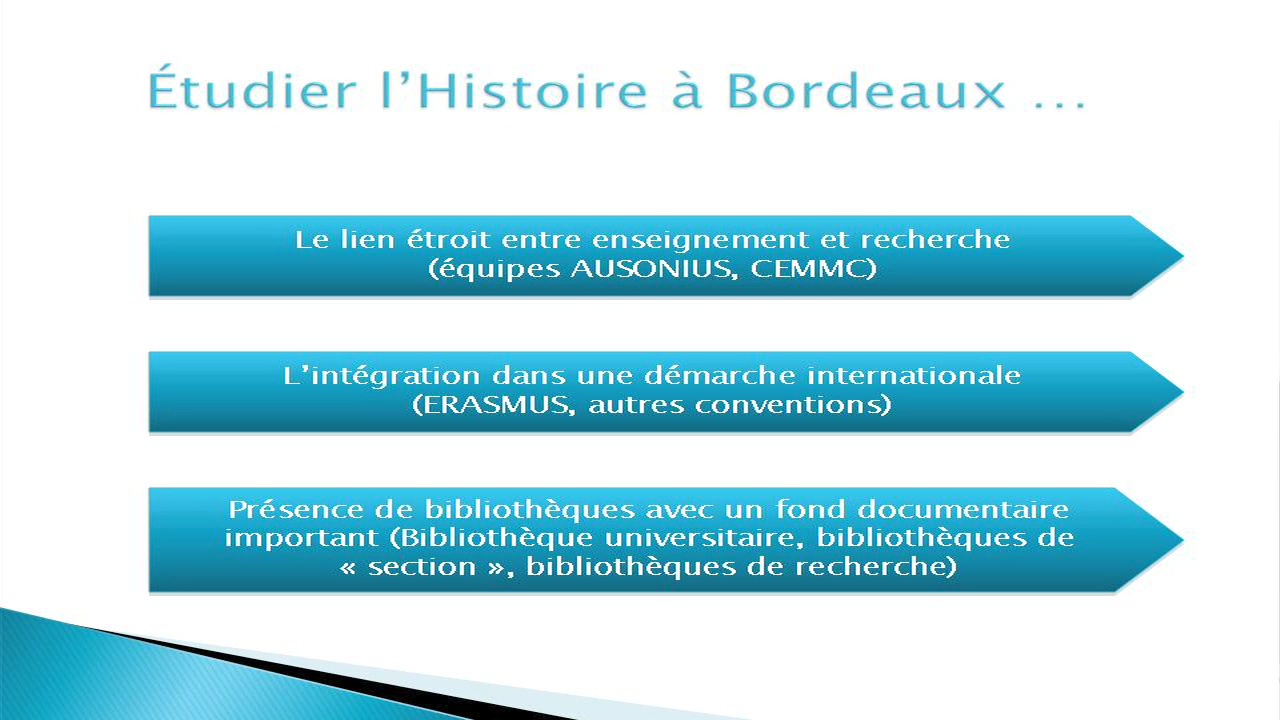 Étudier l’Histoire à Bordeaux …
Le lien étroit entre enseignement et recherche
(équipes AUSONIUS, CEMMC)
L’intégration dans une démarche internationale
(ERASMUS, autres conventions)
Présence de bibliothèques avec un fond documentaire
important (Bibliothèque universitaire, bibliothèques de
« section », bibliothèques de recherche)